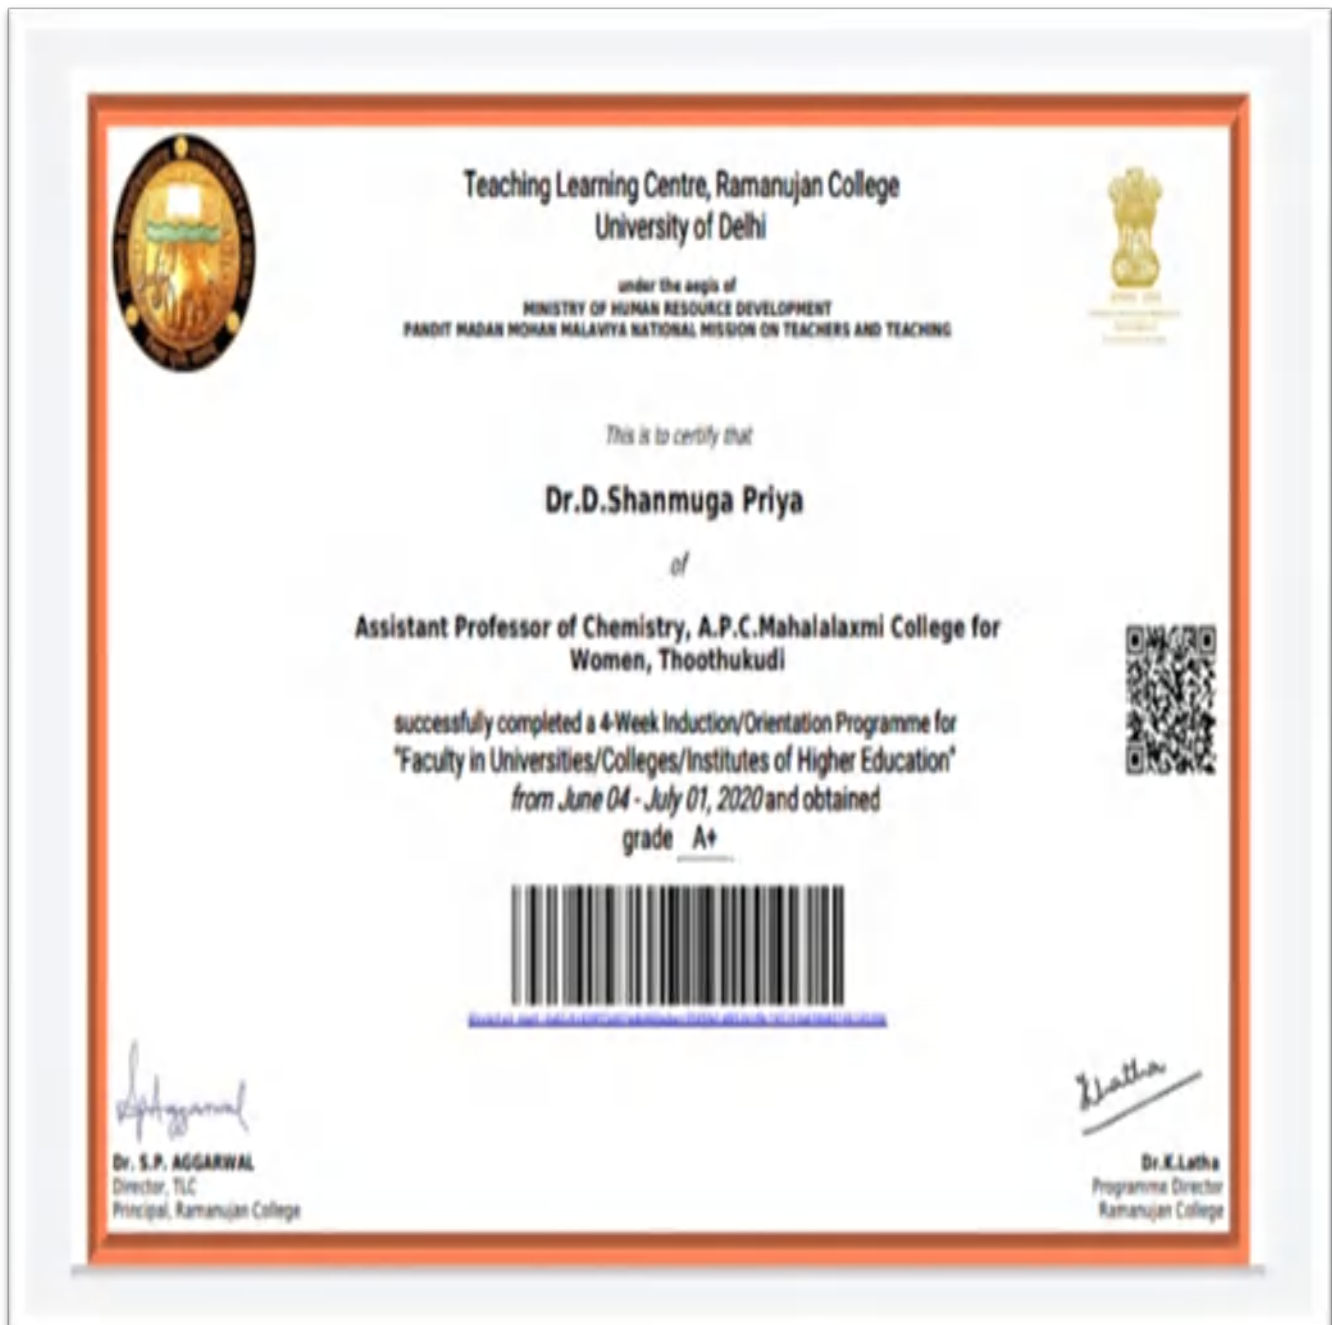 Teaching Learning Centre, Ramanujan College
University of Delhi
under the aegis of
MINISTRY OF HUMAN RESOURCE DEVELOPMENT
PANDIT MADAN MOHAN MALAVIYA NATIONAL MISSION ON TEACHERS AND TEACHING
This is to certify that
Dr.D.Shanmuga Priya
of
Assistant Professor of Chemistry, A.P.C.Mahalalaxmi College for
Women, Thoothukudi
successfully completed a 4-Week Induction/Orientation Programme for
"Faculty in Universities/Colleges/Institutes of Higher Education"
from June 04 - July 01, 2020 and obtained
grade A+
SpAggarwal
Dr. S.P. AGGARWAL
Director, TLC
Principal, Ramanujan College
Latha
Dr.K.Latha
Programme Director
Ramanujan College